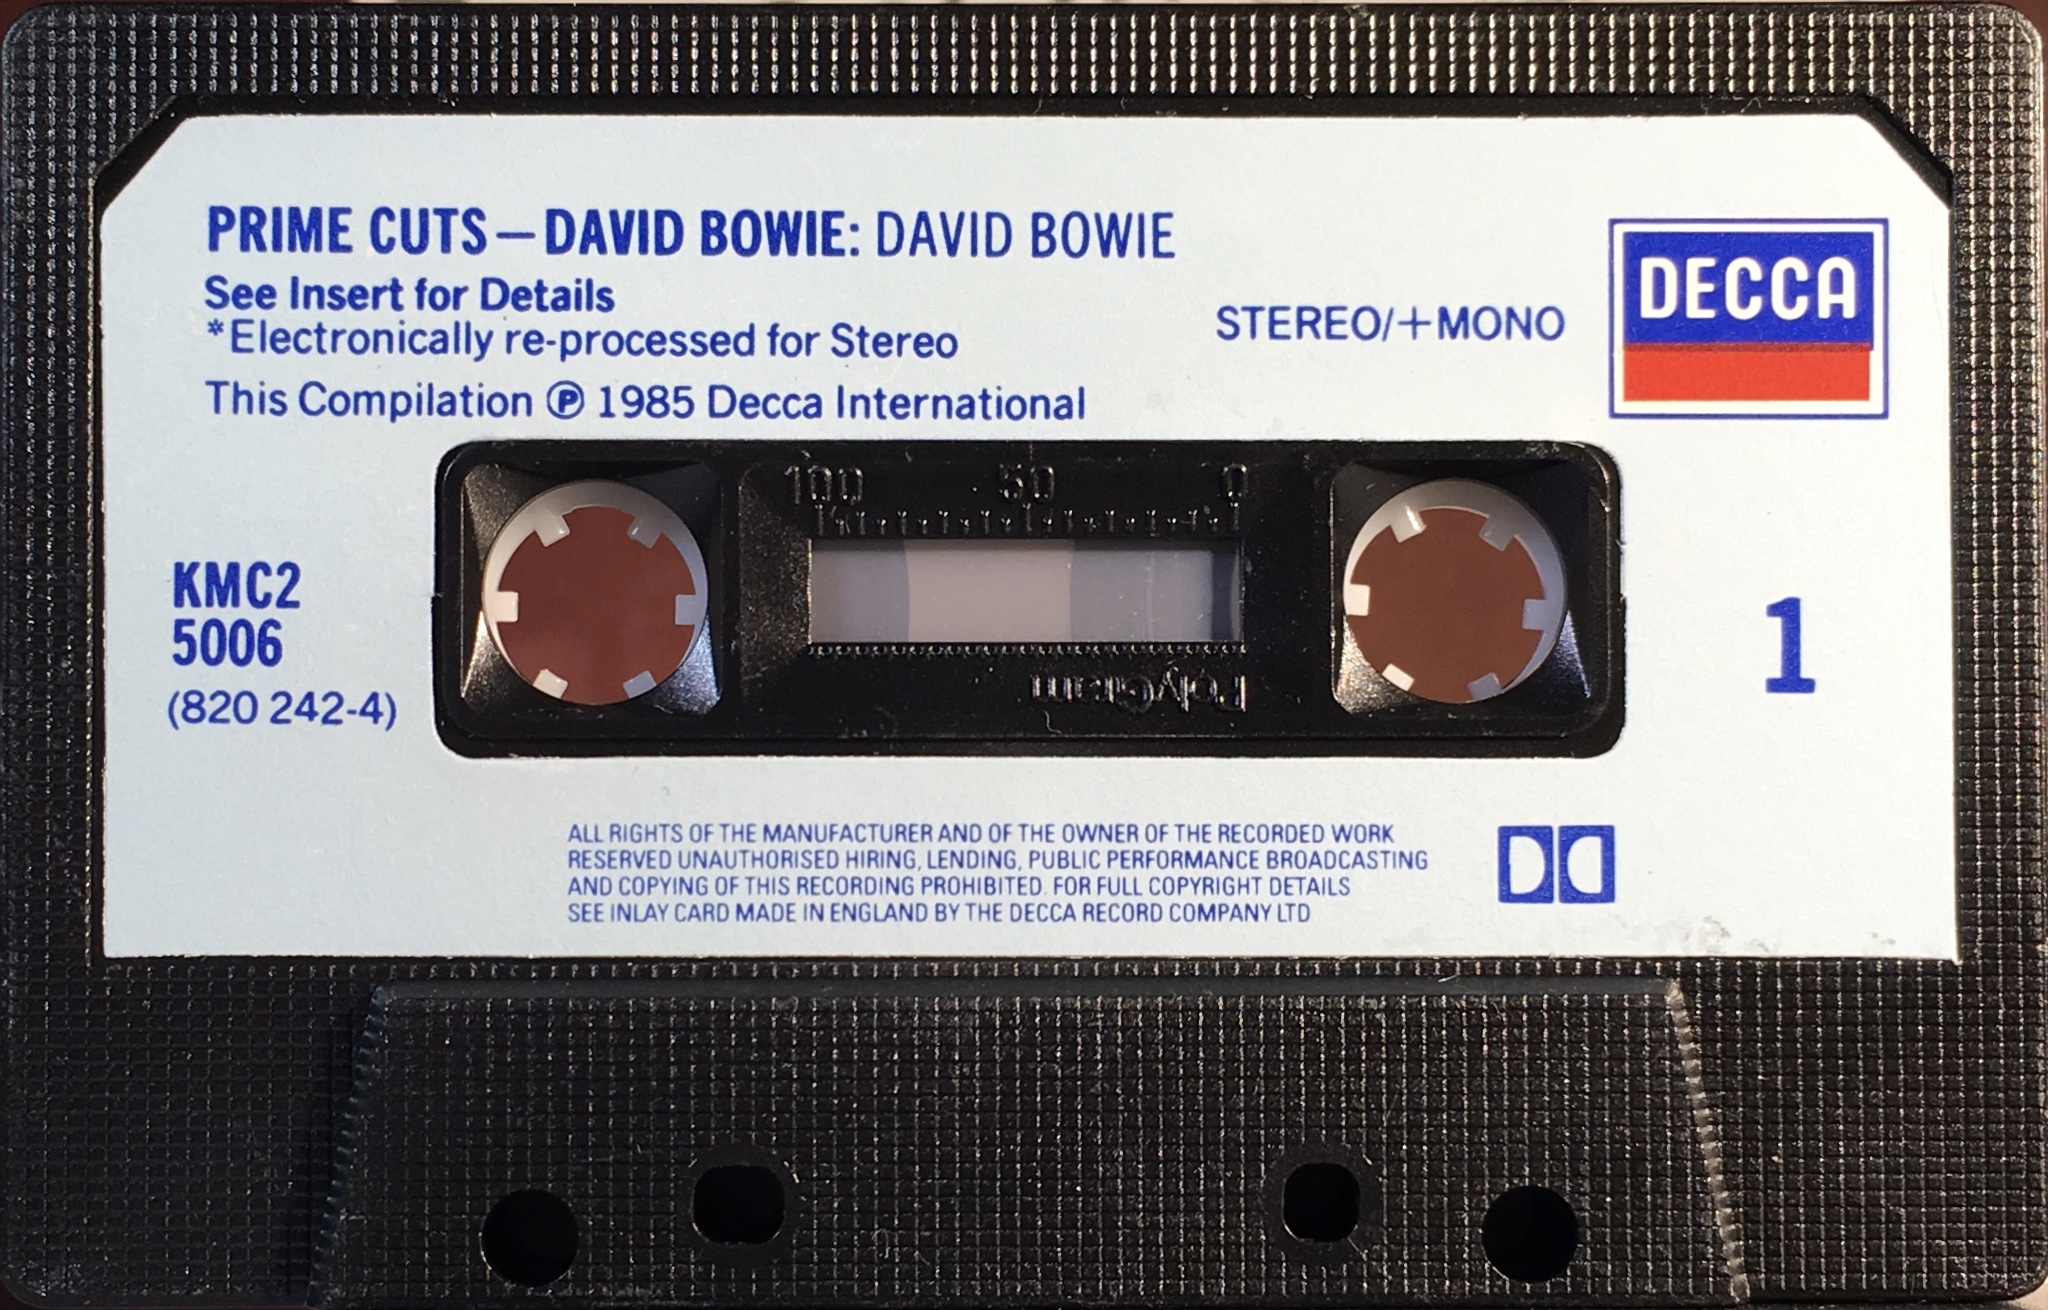 PRIME CUTS – DAVID BOWIE: DAVID BOWIE
See Insert for Details
*Electronically re-processed for Stereo
This Compilation ℗ 1985 Decca International
STEREO/+MONO
DECCA
100 50 0
PolyGram
KMC2
5006
(820 242-4)
1
ALL RIGHTS OF THE MANUFACTURER AND OF THE OWNER OF THE RECORDED WORK
RESERVED UNAUTHORISED HIRING, LENDING, PUBLIC PERFORMANCE BROADCASTING
AND COPYING OF THIS RECORDING PROHIBITED. FOR FULL COPYRIGHT DETAILS
SEE INLAY CARD MADE IN ENGLAND BY THE DECCA RECORD COMPANY LTD